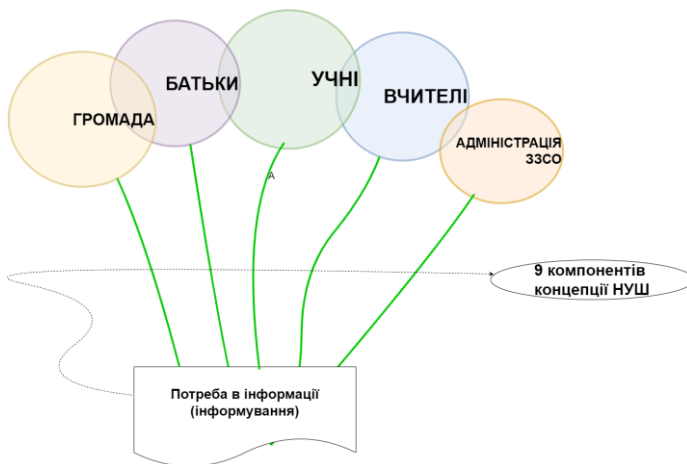 ГРОМАДА
БАТЬКИ
УЧНІ
ВЧИТЕЛІ
АДМІНІСТРАЦІЯ
ЗЗСО
А
9 компонентів
концепції НУШ
Потреба в інформації
(інформування)